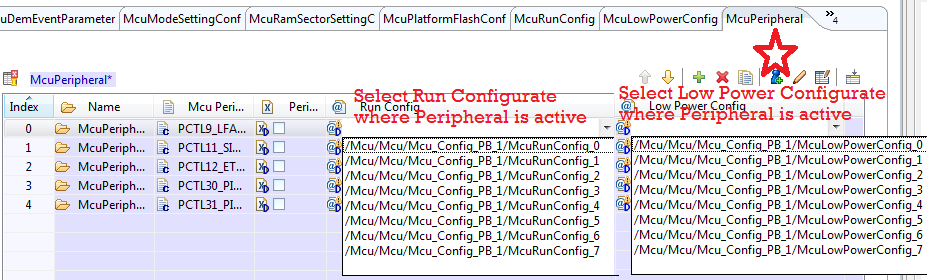 uDemEventParameter McuModeSettingConf McuRamSectorSettingC McuPlatformFlashConf McuRunConfig McuLowPowerConfig McuPeripheral »4
McuPeripheral*
Select Run Configurate
where Peripheral is active
Select Low Power Configurate
where Peripheral is active
Index Name Mcu Peri... Peri... Run Config Low Power Config
0 McuPeriph... PCTL9_LFA...
1 McuPeriph... PCTL11_SI...
2 McuPeriph... PCTL12_ET...
3 McuPeriph... PCTL30_PI...
4 McuPeriph... PCTL31_PI...
/Mcu/Mcu/Mcu_Config_PB_1/McuRunConfig_0
/Mcu/Mcu/Mcu_Config_PB_1/McuRunConfig_1
/Mcu/Mcu/Mcu_Config_PB_1/McuRunConfig_2
/Mcu/Mcu/Mcu_Config_PB_1/McuRunConfig_3
/Mcu/Mcu/Mcu_Config_PB_1/McuRunConfig_4
/Mcu/Mcu/Mcu_Config_PB_1/McuRunConfig_5
/Mcu/Mcu/Mcu_Config_PB_1/McuRunConfig_6
/Mcu/Mcu/Mcu_Config_PB_1/McuRunConfig_7
/Mcu/Mcu/Mcu_Config_PB_1/McuLowPowerConfig_0
/Mcu/Mcu/Mcu_Config_PB_1/McuLowPowerConfig_1
/Mcu/Mcu/Mcu_Config_PB_1/McuLowPowerConfig_2
/Mcu/Mcu/Mcu_Config_PB_1/McuLowPowerConfig_3
/Mcu/Mcu/Mcu_Config_PB_1/McuLowPowerConfig_4
/Mcu/Mcu/Mcu_Config_PB_1/McuLowPowerConfig_5
/Mcu/Mcu/Mcu_Config_PB_1/McuLowPowerConfig_6
/Mcu/Mcu/Mcu_Config_PB_1/McuLowPowerConfig_7